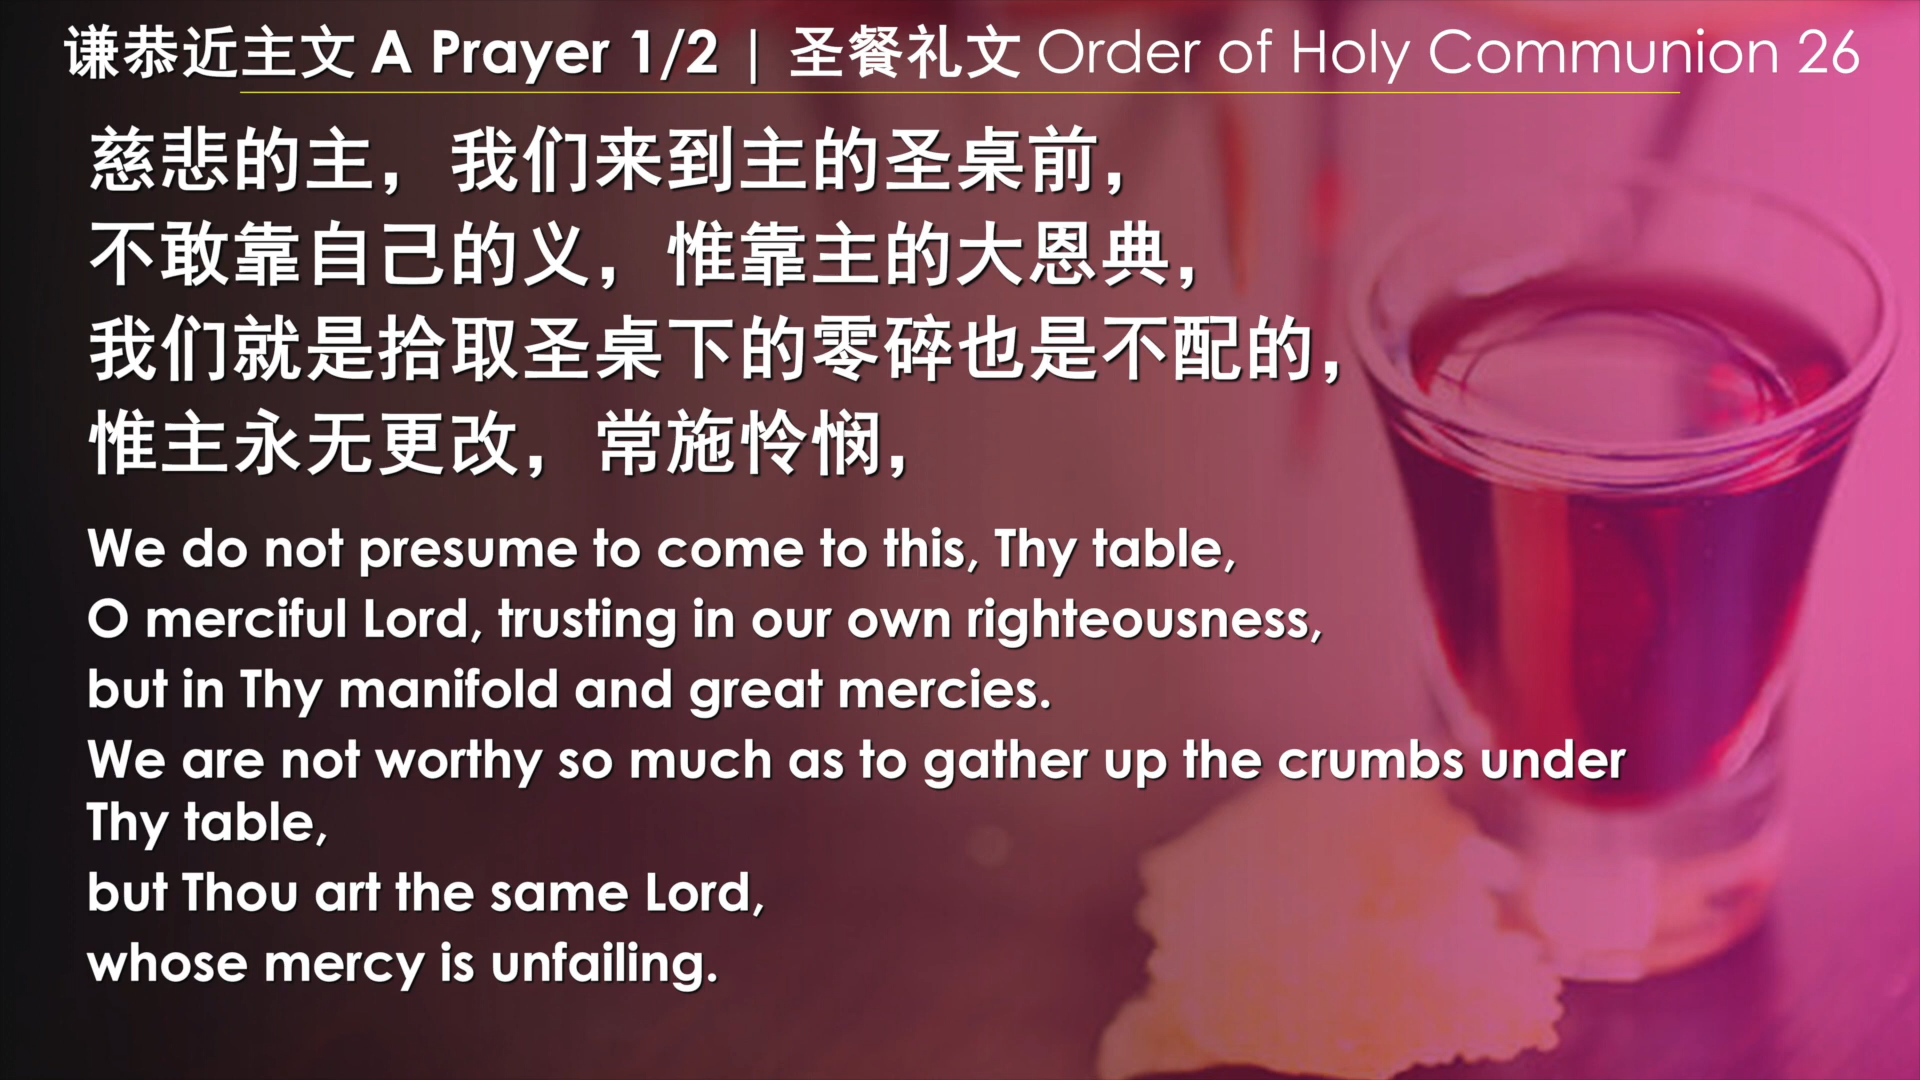 谦恭近主文 A Prayer 1/2 | 圣餐礼文 Order of Holy Communion 26
慈悲的主，我们来到主的圣桌前，
不敢靠自己的义，惟靠主的大恩典，
我们就是拾取圣桌下的零碎也是不配的，
惟主永无更改，常施怜悯，
We do not presume to come to this, Thy table,
O merciful Lord, trusting in our own righteousness,
but in Thy manifold and great mercies.
We are not worthy so much as to gather up the crumbs under
Thy table,
but Thou art the same Lord,
whose mercy is unfailing.